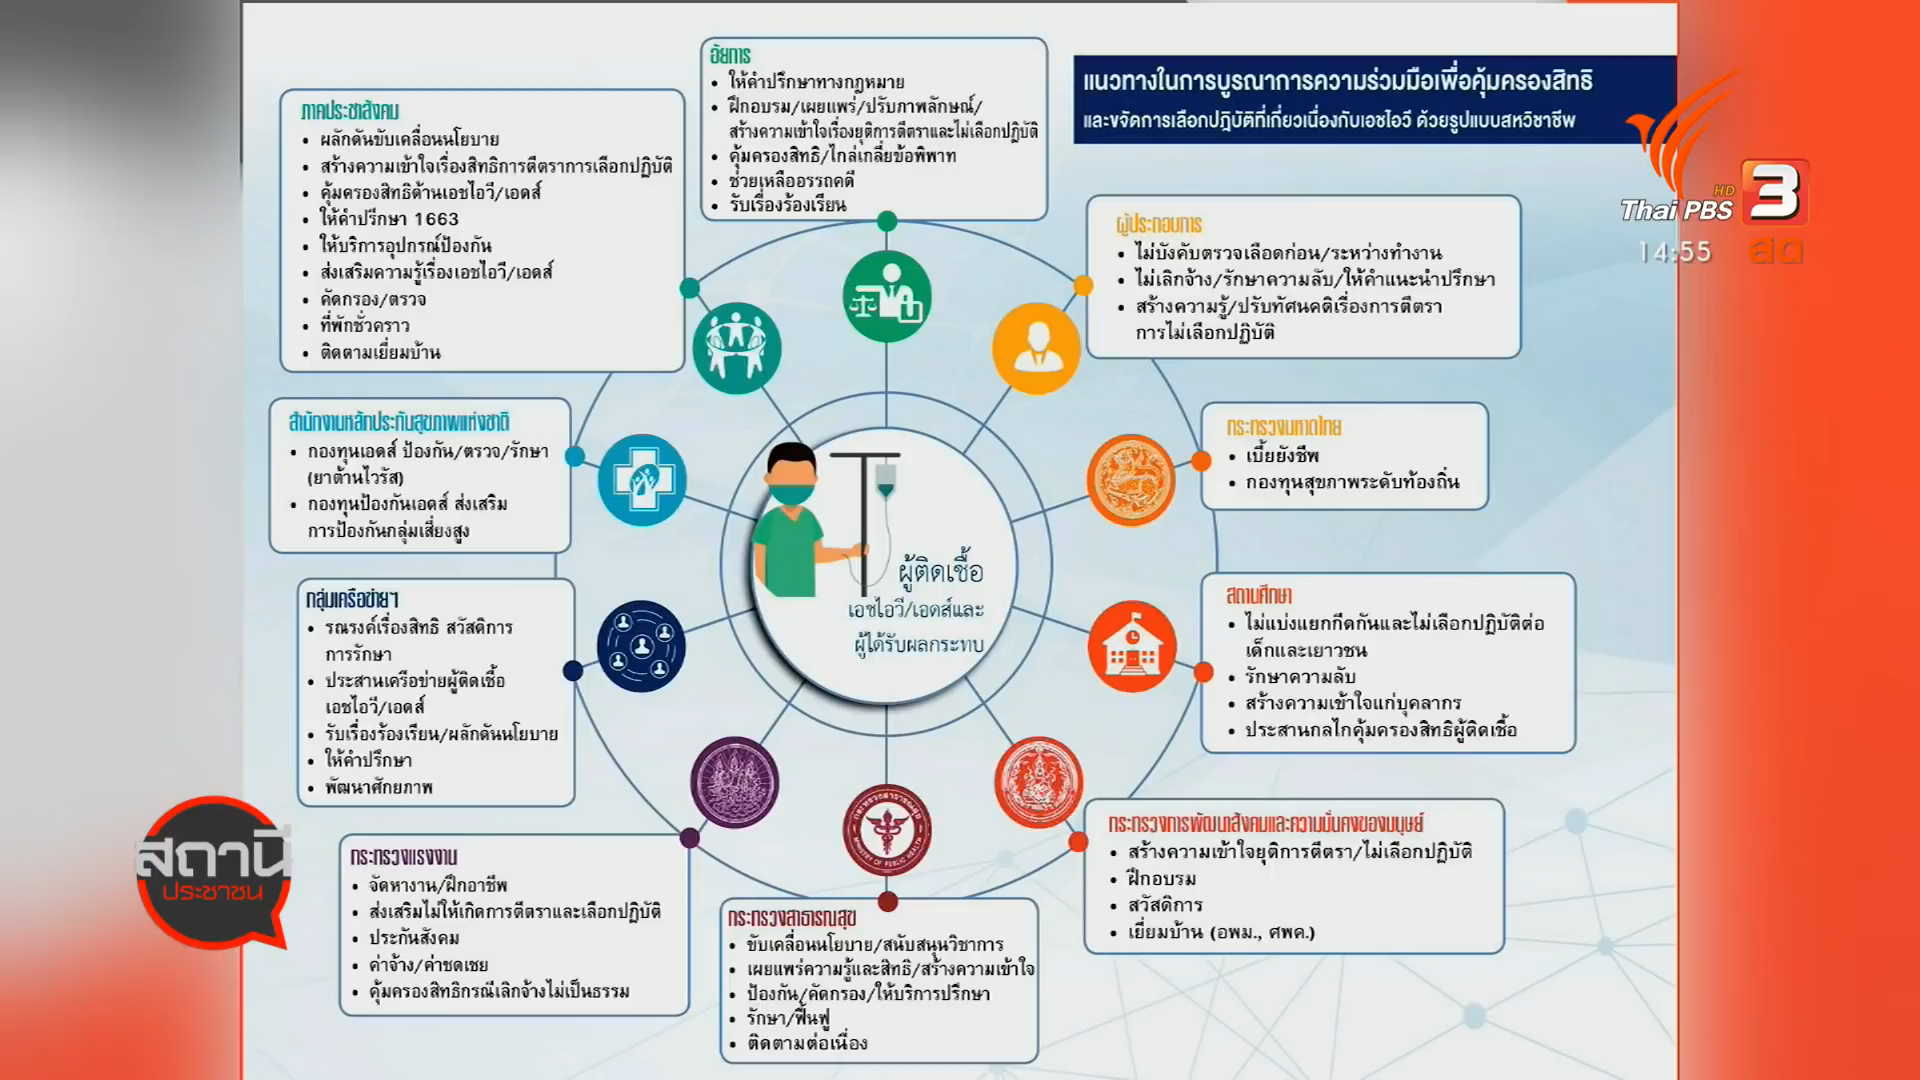 แนวทางในการบูรณาการความร่วมมือเพื่อคุ้มครองสิทธิ
และขจัดการเลือกปฏิบัติที่เกี่ยวเนื่องกับเอชไอวี ด้วยรูปแบบสหวิชาชีพ
Thai PBS
HD
3
14:55
สด
อัยการ
• ให้คำปรึกษาทางกฎหมาย
• ฝึกอบรม/เผยแพร่/ปรับภาพลักษณ์/
สร้างความเข้าใจเรื่องยุติการตีตราและไม่เลือกปฏิบัติ
• คุ้มครองสิทธิ/ไกล่เกลี่ยข้อพิพาท
• ช่วยเหลืออรรถคดี
• รับเรื่องร้องเรียน
ภาคประชาสังคม
• ผลักดันขับเคลื่อนนโยบาย
• สร้างความเข้าใจเรื่องสิทธิการตีตราการเลือกปฏิบัติ
• คุ้มครองสิทธิด้านเอชไอวี/เอดส์
• ให้คำปรึกษา 1663
• ให้บริการอุปกรณ์ป้องกัน
• ส่งเสริมความรู้เรื่องเอชไอวี/เอดส์
• คัดกรอง/ตรวจ
• ที่พักชั่วคราว
• ติดตามเยี่ยมบ้าน
ผู้ประกอบการ
• ไม่บังคับตรวจเลือดก่อน/ระหว่างทำงาน
• ไม่เลิกจ้าง/รักษาความลับ/ให้คำแนะนำปรึกษา
• สร้างความรู้/ปรับทัศนคติเรื่องการตีตรา
การไม่เลือกปฏิบัติ
สำนักงานหลักประกันสุขภาพแห่งชาติ
• กองทุนเอดส์ ป้องกัน/ตรวจ/รักษา
(ยาต้านไวรัส)
• กองทุนป้องกันเอดส์ ส่งเสริม
การป้องกันกลุ่มเสี่ยงสูง
กระทรวงมหาดไทย
• เบี้ยยังชีพ
• กองทุนสุขภาพระดับท้องถิ่น
ผู้ติดเชื้อ
เอชไอวี/เอดส์และ
ผู้ได้รับผลกระทบ
กลุ่มเครือข่ายฯ
• รณรงค์เรื่องสิทธิ สวัสดิการ
การรักษา
• ประสานเครือข่ายผู้ติดเชื้อ
เอชไอวี/เอดส์
• รับเรื่องร้องเรียน/ผลักดันนโยบาย
• ให้คำปรึกษา
• พัฒนาศักยภาพ
สถานศึกษา
• ไม่แบ่งแยกกีดกันและไม่เลือกปฏิบัติต่อ
เด็กและเยาวชน
• รักษาความลับ
• สร้างความเข้าใจแก่บุคลากร
• ประสานกลไกคุ้มครองสิทธิผู้ติดเชื้อ
กระทรวงแรงงาน
• จัดหางาน/ฝึกอาชีพ
• ส่งเสริมไม่ให้เกิดการตีตราและเลือกปฏิบัติ
• ประกันสังคม
• ค่าจ้าง/ค่าชดเชย
• คุ้มครองสิทธิกรณีเลิกจ้างไม่เป็นธรรม
กระทรวงสาธารณสุข
MINISTRY OF PUBLIC HEALTH
กระทรวงสาธารณสุข
• ขับเคลื่อนนโยบาย/สนับสนุนวิชาการ
• เผยแพร่ความรู้และสิทธิ/สร้างความเข้าใจ
• ป้องกัน/คัดกรอง/ให้บริการปรึกษา
• รักษา/ฟื้นฟู
• ติดตามต่อเนื่อง
กระทรวงการพัฒนาสังคมและความมั่นคงของมนุษย์
• สร้างความเข้าใจยุติการตีตรา/ไม่เลือกปฏิบัติ
• ฝึกอบรม
• สวัสดิการ
• เยี่ยมบ้าน (อพม., ศพค.)
สถานี
ประชาชน